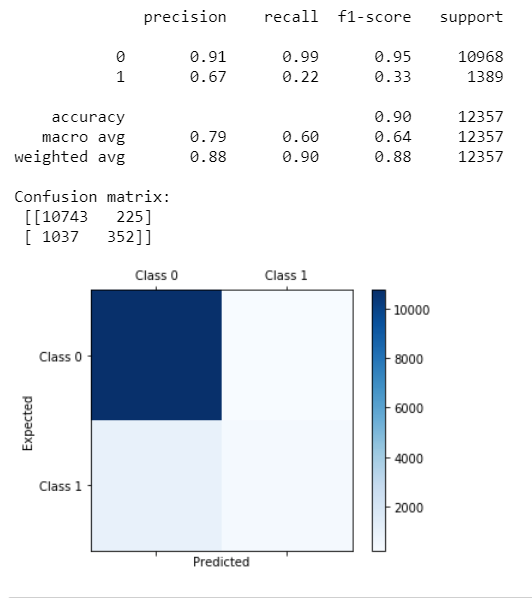 precision recall f1-score support
0 0.91 0.99 0.95 10968
1 0.67 0.22 0.33 1389
accuracy 0.90 12357
macro avg 0.79 0.60 0.64 12357
weighted avg 0.88 0.90 0.88 12357
Confusion matrix:
[[10743 225]
[ 1037 352]]
Class 0 Class 1
10000
Class 0
8000
6000
Expected
4000
Class 1
2000
Predicted